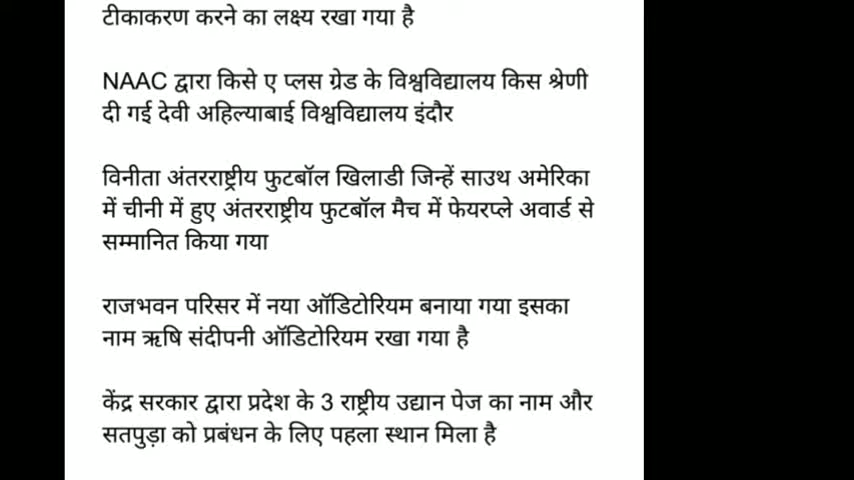 टीकाकरण करने का लक्ष्य रखा गया है
NAAC द्वारा किसे ए प्लस ग्रेड के विश्वविद्यालय किस श्रेणी
दी गई देवी अहिल्याबाई विश्वविद्यालय इंदौर
विनीता अंतरराष्ट्रीय फुटबॉल खिलाडी जिन्हें साउथ अमेरिका
में चीनी में हुए अंतरराष्ट्रीय फुटबॉल मैच में फेयरप्ले अवार्ड से
सम्मानित किया गया
राजभवन परिसर में नया ऑडिटोरियम बनाया गया इसका
नाम ऋषि संदीपनी ऑडिटोरियम रखा गया है
केंद्र सरकार द्वारा प्रदेश के 3 राष्ट्रीय उद्यान पेज का नाम और
सतपुड़ा को प्रबंधन के लिए पहला स्थान मिला है